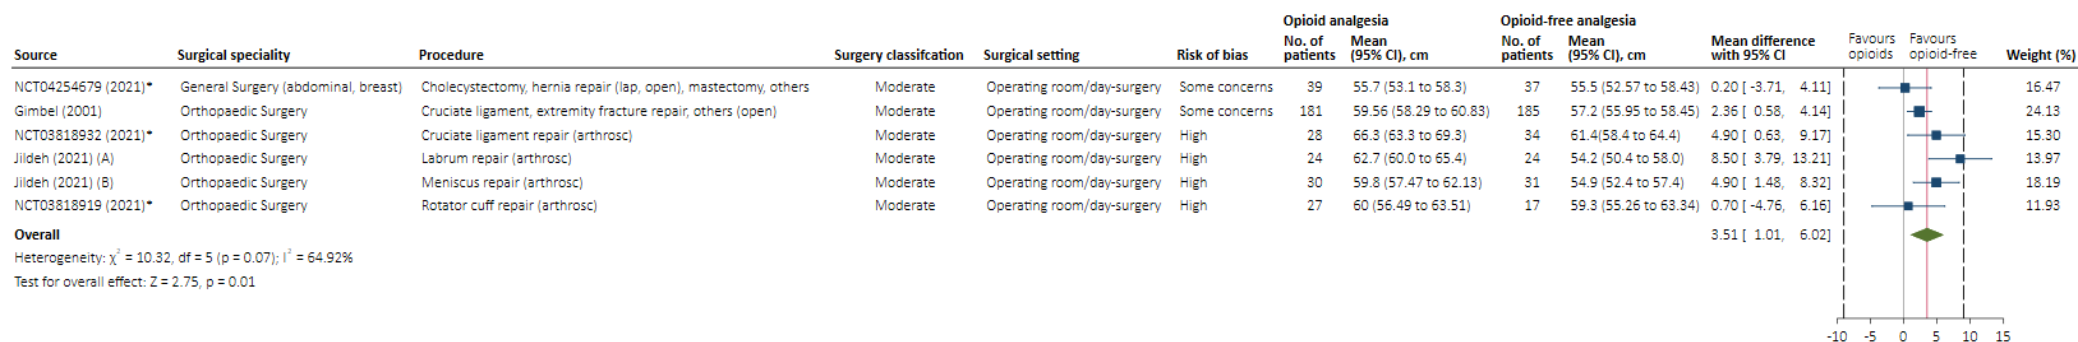 Opioid analgesia Opioid-free analgesia
Source Surgical speciality Procedure Surgery classifcation Surgical setting Risk of bias No. of patients Mean (95% CI), cm No. of patients Mean (95% CI), cm Mean difference with 95% CI Favours opioids Favours opioid-free Weight (%)
NCT04254679 (2021)* General Surgery (abdominal, breast) Cholecystectomy, hernia repair (lap, open), mastectomy, others Moderate Operating room/day-surgery Some concerns 39 55.7 (53.1 to 58.3) 37 55.5 (52.57 to 58.43) 0.20 [ -3.71, 4.11] 16.47
Gimbel (2001) Orthopaedic Surgery Cruciate ligament, extremity fracture repair, others (open) Moderate Operating room/day-surgery Some concerns 181 59.56 (58.29 to 60.83) 185 57.2 (55.95 to 58.45) 2.36 [ 0.58, 4.14] 24.13
NCT03818932 (2021)* Orthopaedic Surgery Cruciate ligament repair (arthrosc) Moderate Operating room/day-surgery High 28 66.3 (63.3 to 69.3) 34 61.4(58.4 to 64.4) 4.90 [ 0.63, 9.17] 15.30
Jildeh (2021) (A) Orthopaedic Surgery Labrum repair (arthrosc) Moderate Operating room/day-surgery High 24 62.7 (60.0 to 65.4) 24 54.2 (50.4 to 58.0) 8.50 [ 3.79, 13.21] 13.97
Jildeh (2021) (B) Orthopaedic Surgery Meniscus repair (arthrosc) Moderate Operating room/day-surgery High 30 59.8 (57.47 to 62.13) 31 54.9 (52.4 to 57.4) 4.90 [ 1.48, 8.32] 18.19
NCT03818919 (2021)* Orthopaedic Surgery Rotator cuff repair (arthrosc) Moderate Operating room/day-surgery High 27 60 (56.49 to 63.51) 17 59.3 (55.26 to 63.34) 0.70 [ -4.76, 6.16] 11.93
Overall 3.51 [ 1.01, 6.02]
Heterogeneity: χ² = 10.32, df = 5 (p = 0.07); I² = 64.92%
Test for overall effect: Z = 2.75, p = 0.01
-10 -5 0 5 10 15